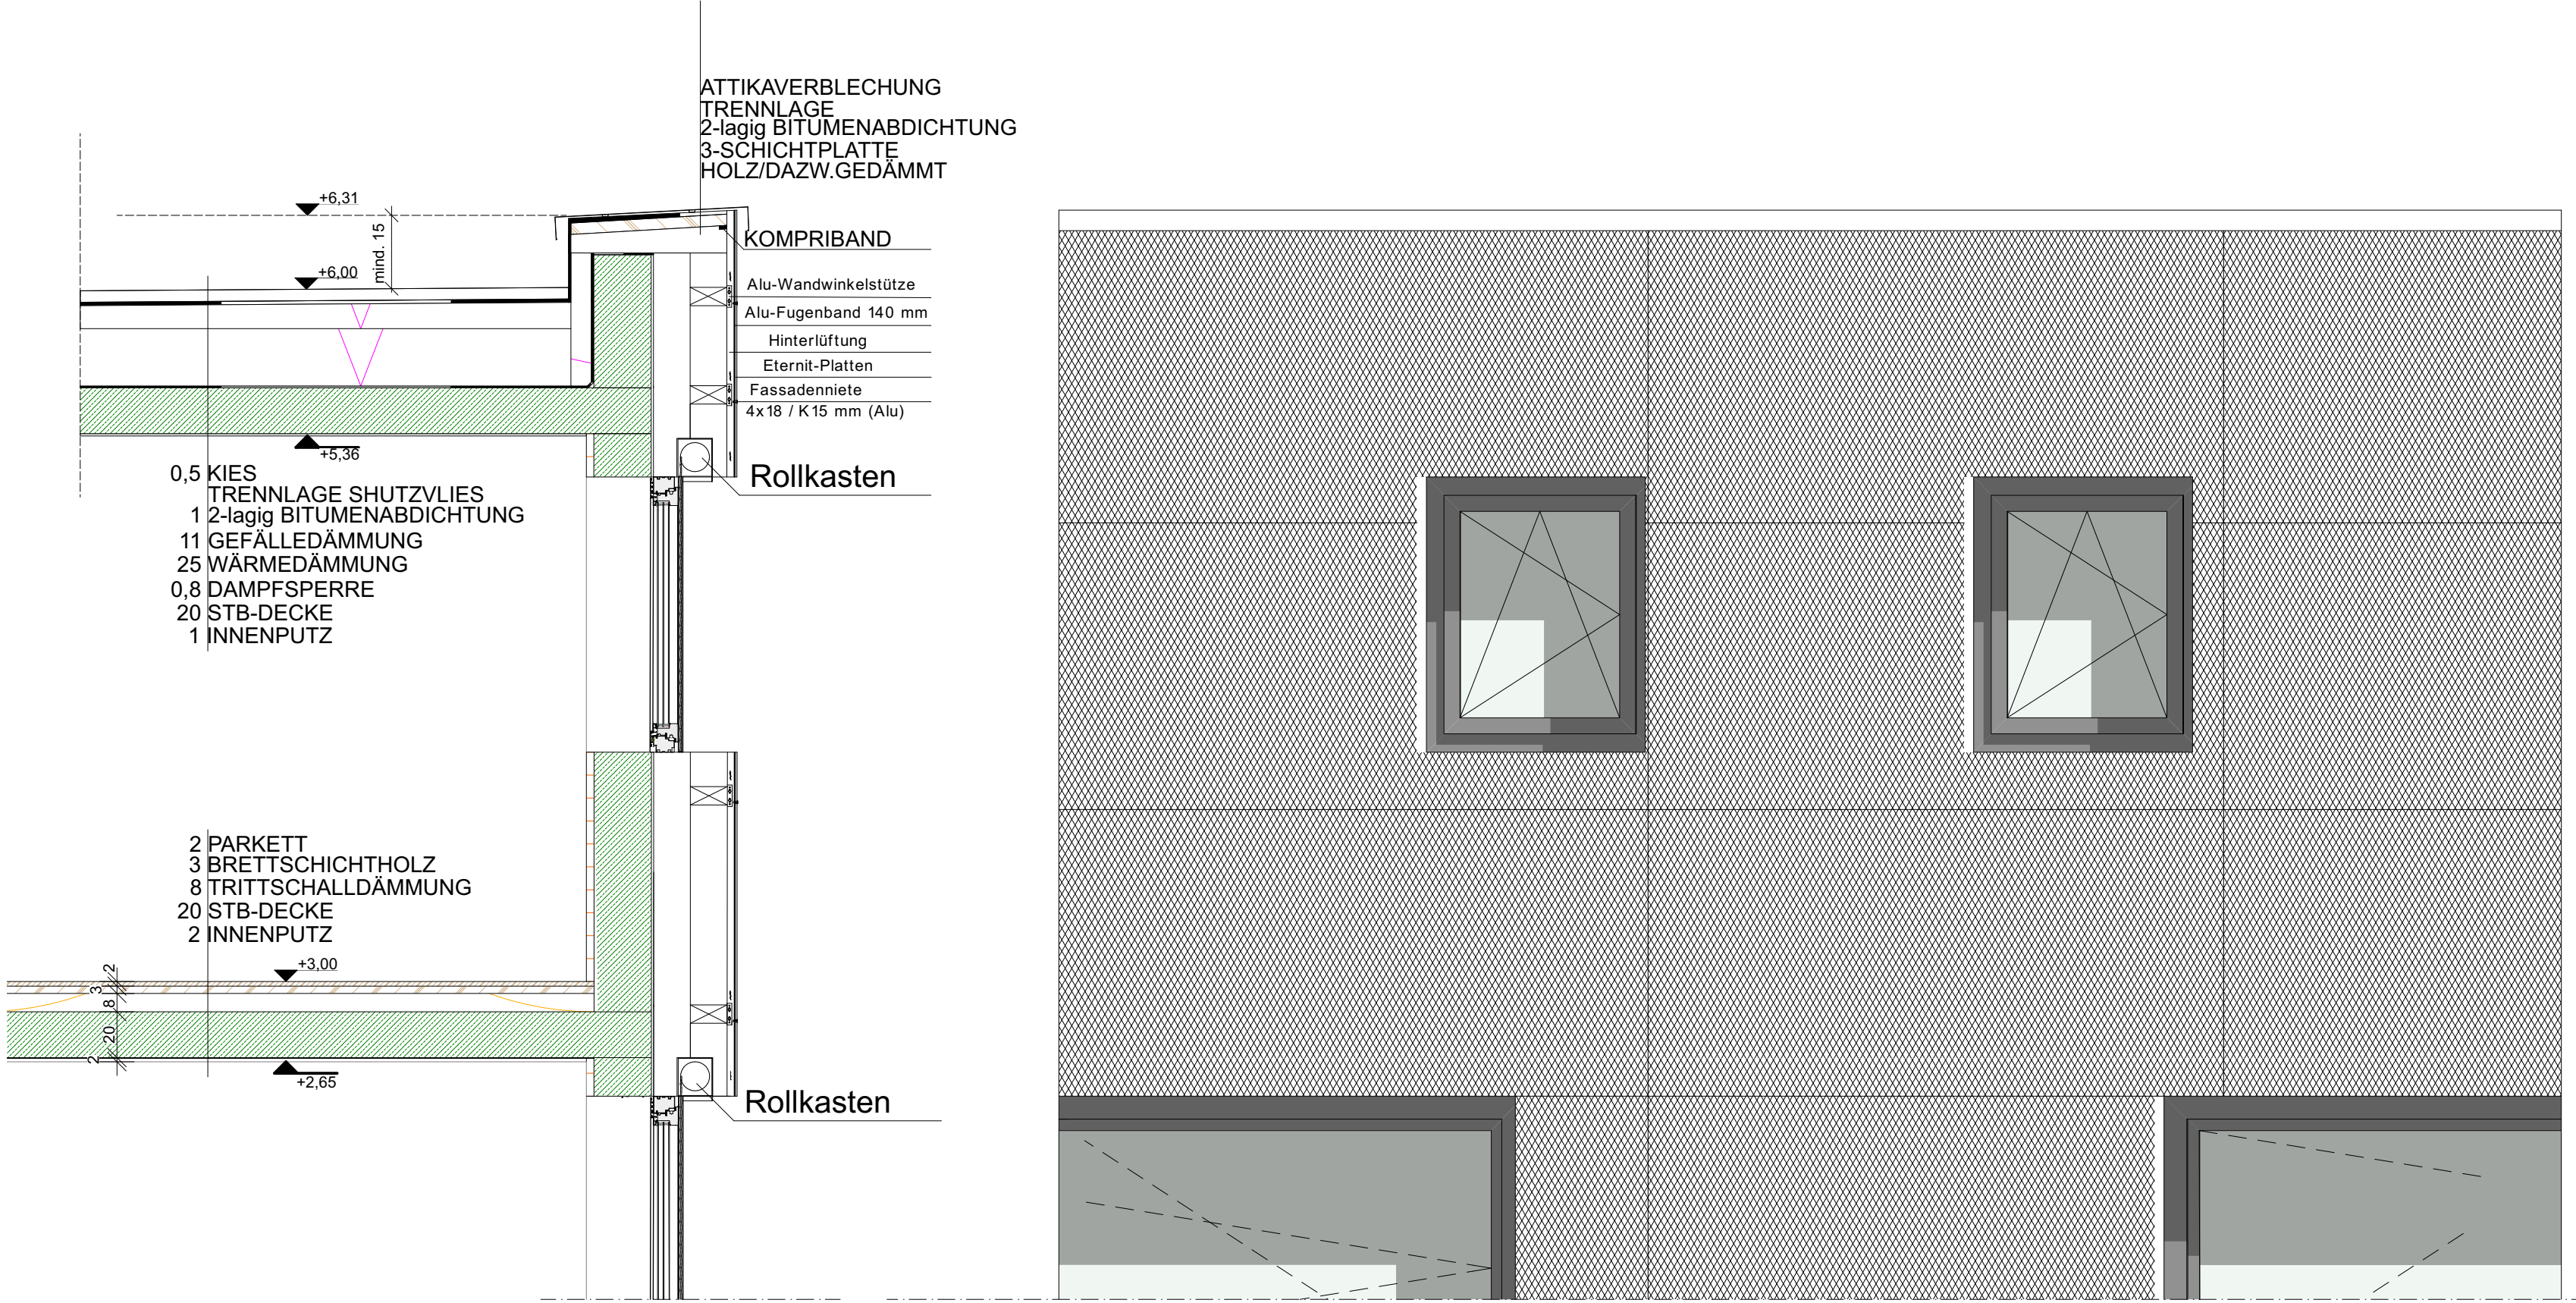 ATTIKAVERBLECHUNG
TRENNLAGE
2-lagig BITUMENABDICHTUNG
3-SCHICHTPLATTE
HOLZ/DAZW.GEDÄMMT
+6,31
mind. 15
+6,00
KOMPRIBAND
Alu-Wandwinkelstütze
Alu-Fugenband 140 mm
Hinterlüftung
Eternit-Platten
Fassadenniete
4x18 / K15 mm (Alu)
+5,36
Rollkasten
0,5 KIES
TRENNLAGE SHUTZVLIES
1 2-lagig BITUMENABDICHTUNG
11 GEFÄLLEDÄMMUNG
25 WÄRMEDÄMMUNG
0,8 DAMPFSPERRE
20 STB-DECKE
1 INNENPUTZ
2 PARKETT
3 BRETTSCHICHTHOLZ
8 TRITTSCHALLDÄMMUNG
20 STB-DECKE
2 INNENPUTZ
+3,00
2
3
8
20
2
+2,65
Rollkasten